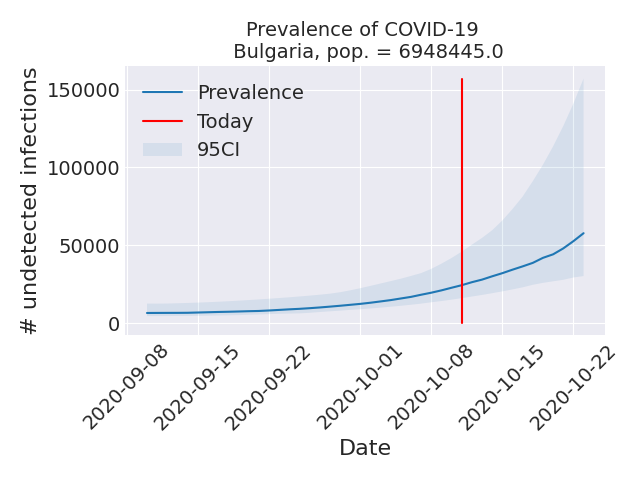 Prevalence of COVID-19
Bulgaria, pop. = 6948445.0
# undetected infections
150000
100000
50000
0
Prevalence
Today
95CI
2020-09-08
2020-09-15
2020-09-22
2020-10-01
2020-10-08
2020-10-15
2020-10-22
Date